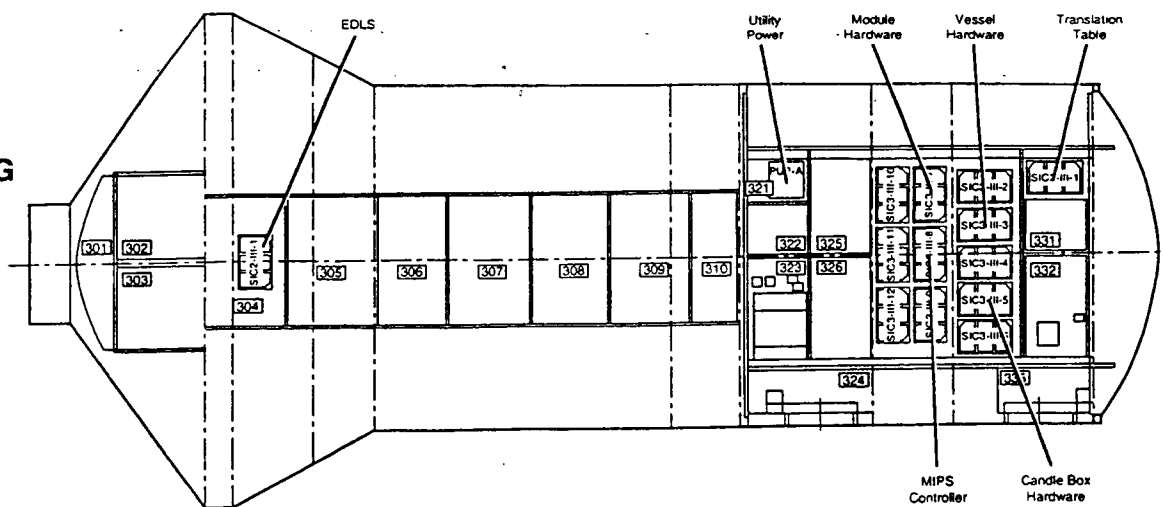 EDLS
Utility
Power
Module
Hardware
Vessel
Hardware
Translation
Table
G
301
302
303
304
SIC2-III-1
305
306
307
308
309
310
321
322
323
324
325
326
SIC3-III-10
SIC3-III-11
SIC3-III-12
SIC3-III-8
SIC3-III-2
SIC3-III-3
SIC3-III-4
SIC3-III-5
331
332
MIPS
Controller
Candle Box
Hardware